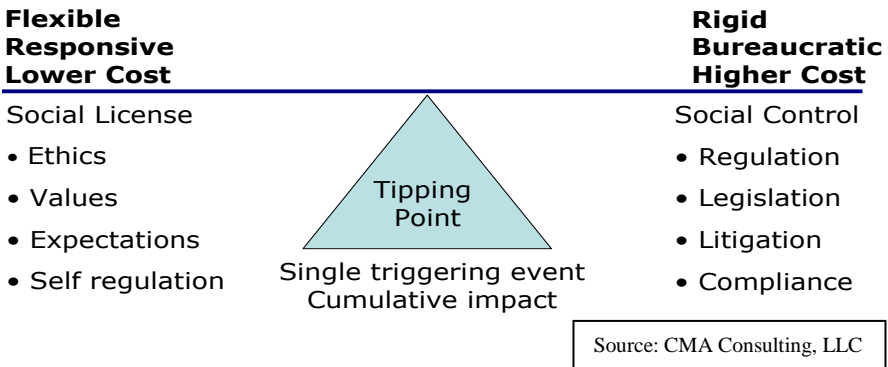 Flexible
Responsive
Lower Cost
Rigid
Bureaucratic
Higher Cost
Social License
• Ethics
• Values
• Expectations
• Self regulation
Tipping
Point
Single triggering event
Cumulative impact
Social Control
• Regulation
• Legislation
• Litigation
• Compliance
Source: CMA Consulting, LLC